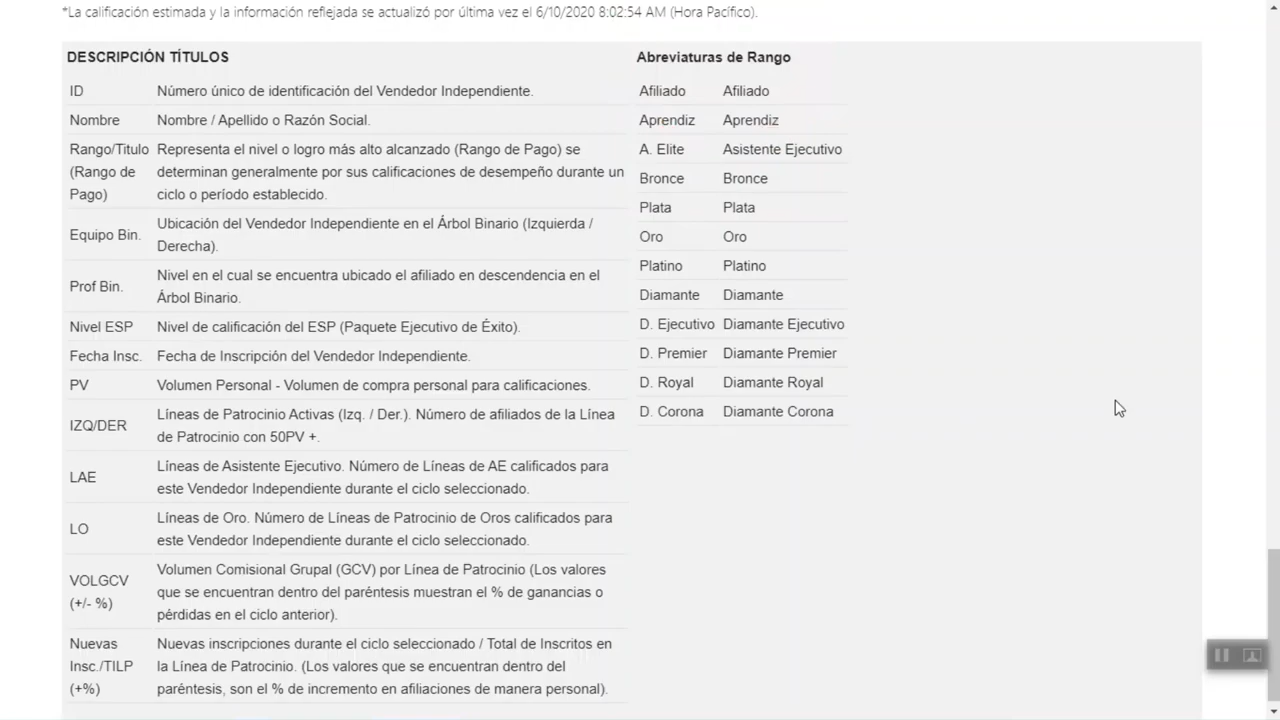 *La calificación estimada y la información reflejada se actualizó por última vez el 6/10/2020 8:02:54 AM (Hora Pacífico).
DESCRIPCIÓN TÍTULOS
ID Número único de identificación del Vendedor Independiente.
Nombre Nombre / Apellido o Razón Social.
Rango/Titulo Representa el nivel o logro más alto alcanzado (Rango de Pago) se
(Rango de determinan generalmente por sus calificaciones de desempeño durante un
Pago) ciclo o período establecido.
Equipo Bin. Ubicación del Vendedor Independiente en el Árbol Binario (Izquierda /
Derecha).
Prof Bin. Nivel en el cual se encuentra ubicado el afiliado en descendencia en el
Árbol Binario.
Nivel ESP Nivel de calificación del ESP (Paquete Ejecutivo de Éxito).
Fecha Insc. Fecha de Inscripción del Vendedor Independiente.
PV Volumen Personal - Volumen de compra personal para calificaciones.
IZQ/DER Líneas de Patrocinio Activas (Izq. / Der.). Número de afiliados de la Línea
de Patrocinio con 50PV +.
LAE Líneas de Asistente Ejecutivo. Número de Líneas de AE calificados para
este Vendedor Independiente durante el ciclo seleccionado.
LO Líneas de Oro. Número de Líneas de Patrocinio de Oros calificados para
este Vendedor Independiente durante el ciclo seleccionado.
VOLGCV (+/- %) Volumen Comisional Grupal (GCV) por Línea de Patrocinio (Los valores
que se encuentran dentro del paréntesis muestran el % de ganancias o
pérdidas en el ciclo anterior).
Nuevas Nuevas inscripciones durante el ciclo seleccionado / Total de Inscritos en
Insc./TILP la Línea de Patrocinio. (Los valores que se encuentran dentro del
(+%) paréntesis, son el % de incremento en afiliaciones de manera personal).
Abreviaturas de Rango
Afiliado Afiliado
Aprendiz Aprendiz
A. Elite Asistente Ejecutivo
Bronce Bronce
Plata Plata
Oro Oro
Platino Platino
Diamante Diamante
D. Ejecutivo Diamante Ejecutivo
D. Premier Diamante Premier
D. Royal Diamante Royal
D. Corona Diamante Corona